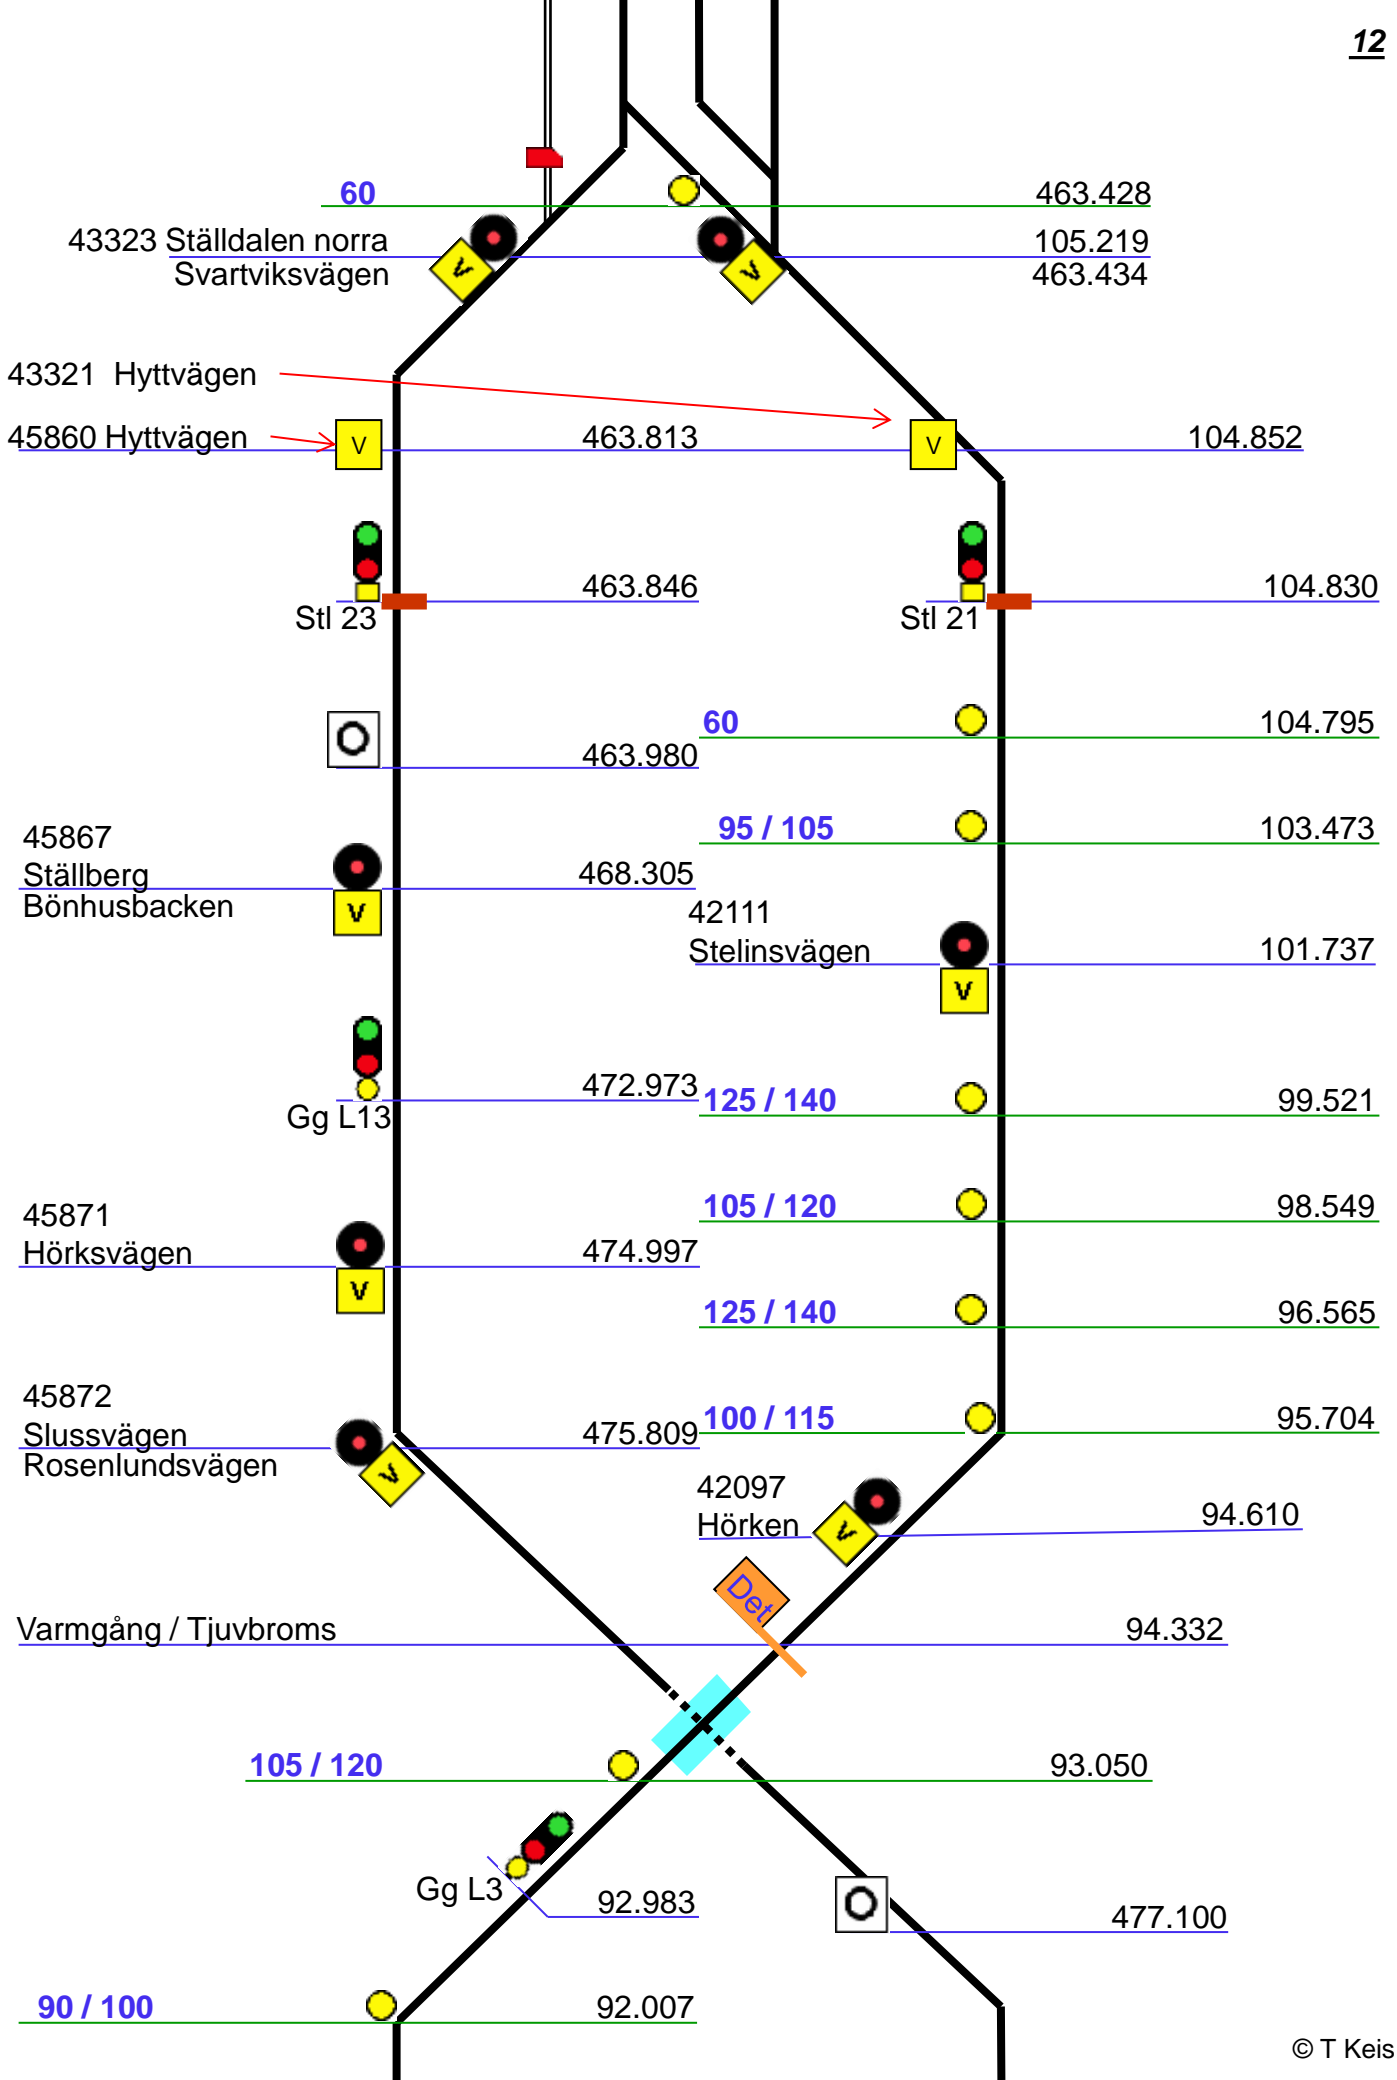 12
60 463.428
43323 Ställdalen norra 105.219
Svartviksvägen 463.434
V V
43321 Hyttvägen
45860 Hyttvägen V 463.813 V 104.852
463.846 104.830
Stl 23 Stl 21
60 104.795
463.980
95 / 105 103.473
45867
Ställberg 468.305
Bönhusbacken V
42111
Stelinsvägen 101.737
V
472.973 125 / 140 99.521
Gg L13
45871 105 / 120 98.549
Hörksvägen 474.997
V
125 / 140 96.565
45872
Slussvägen 475.809 100 / 115 95.704
Rosenlundsvägen V
42097
Hörken V 94.610
Det
Varmgång / Tjuvbroms 94.332
105 / 120 93.050
Gg L3 92.983
477.100
90 / 100 92.007
© T Keis